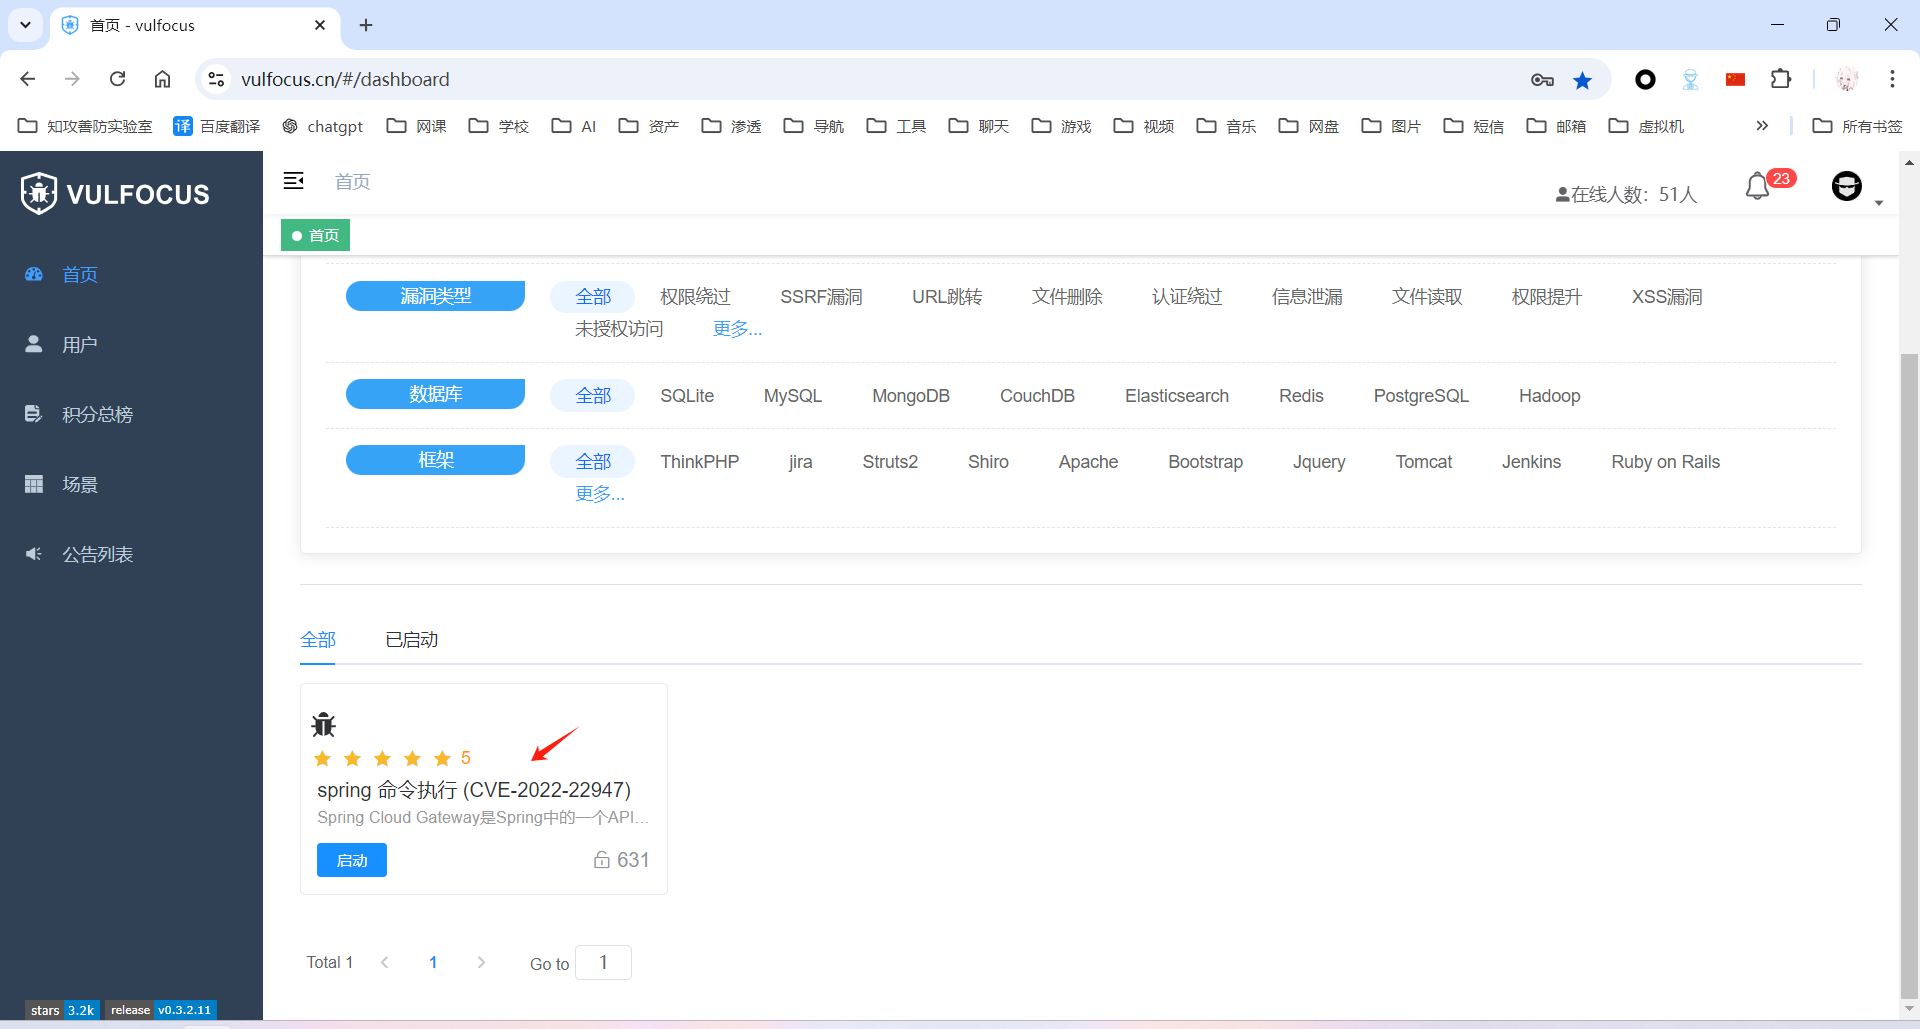 首页 - vulfocus
vulfocus.cn/#/dashboard
知攻善防实验室 译 百度翻译 chatgpt 网课 学校 AI 资产 渗透 导航 工具 聊天 游戏 视频 音乐 网盘 图片 短信 邮箱 虚拟机 » 所有书签
VULFOCUS
首页
在线人数：51人
23
首页
首页
用户
积分总榜
场景
公告列表
漏洞类型 全部 权限绕过 SSRF漏洞 URL跳转 文件删除 认证绕过 信息泄漏 文件读取 权限提升 XSS漏洞
未授权访问 更多...
数据库 全部 SQLite MySQL MongoDB CouchDB Elasticsearch Redis PostgreSQL Hadoop
框架 全部 ThinkPHP jira Struts2 Shiro Apache Bootstrap Jquery Tomcat Jenkins Ruby on Rails
更多...
全部 已启动
5
spring 命令执行 (CVE-2022-22947)
Spring Cloud Gateway是Spring中的一个API...
启动 631
Total 1 1 Go to 1
stars 3.2k release v0.3.2.11